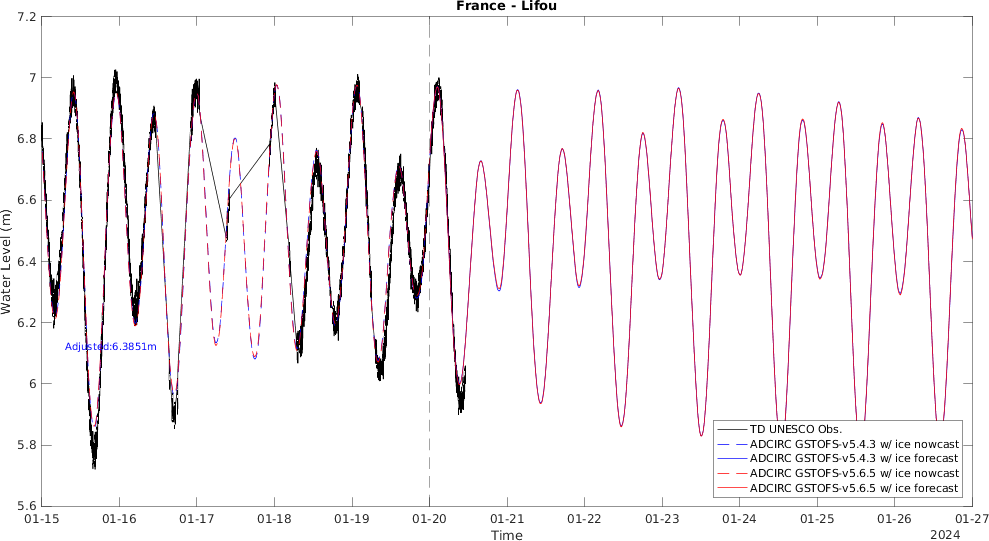 France - Lifou
7.2
7
6.8
6.6
6.4
6.2
6
5.8
5.6
Water Level (m)
Adjusted:6.3851m
TD UNESCO Obs.
ADCIRC GSTOFS-v5.4.3 w/ ice nowcast
ADCIRC GSTOFS-v5.4.3 w/ ice forecast
ADCIRC GSTOFS-v5.6.5 w/ ice nowcast
ADCIRC GSTOFS-v5.6.5 w/ ice forecast
01-15 01-16 01-17 01-18 01-19 01-20 01-21 01-22 01-23 01-24 01-25 01-26 01-27
Time
2024